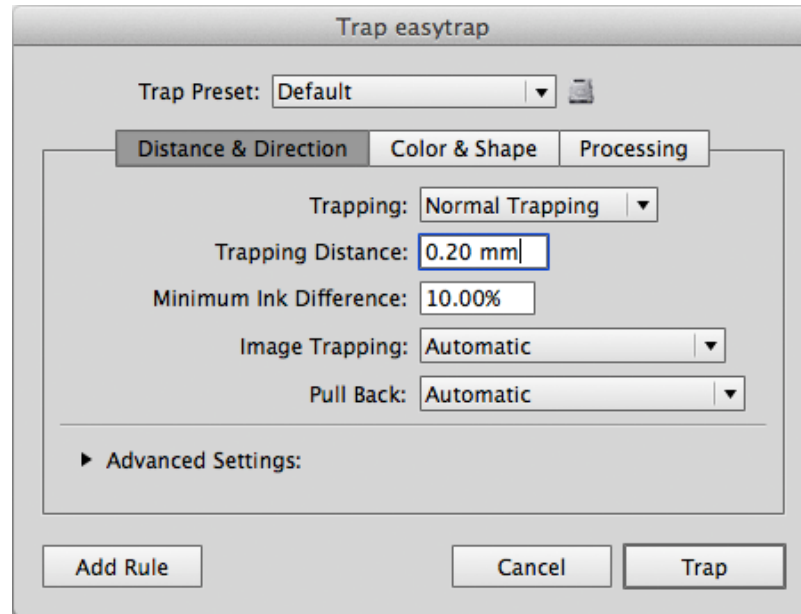 Trap easytrap
Trap Preset: Default
Distance & Direction Color & Shape Processing
Trapping: Normal Trapping
Trapping Distance: 0.20 mm
Minimum Ink Difference: 10.00%
Image Trapping: Automatic
Pull Back: Automatic
Advanced Settings:
Add Rule Cancel Trap